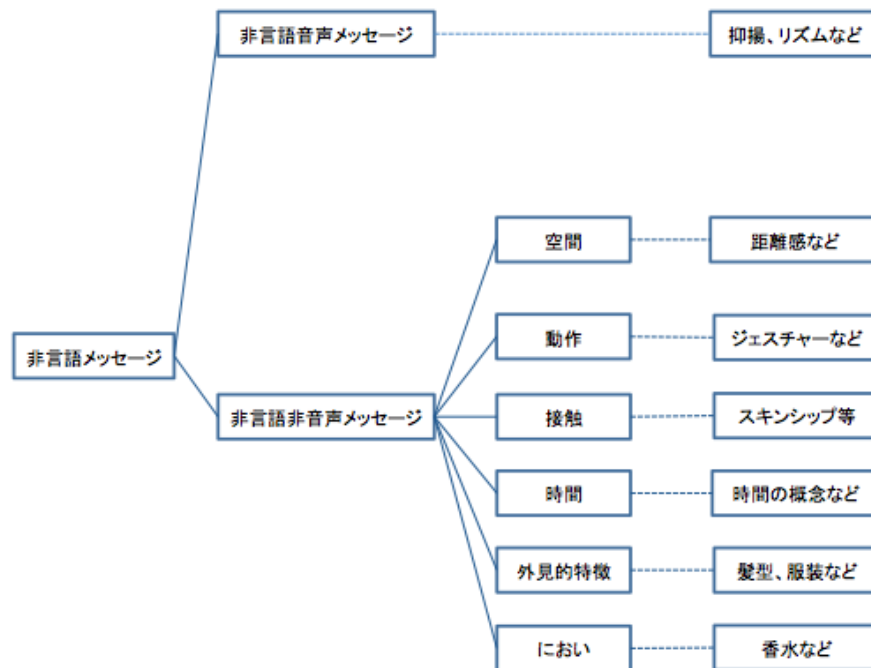 非言語音声メッセージ
抑揚、リズムなど
空間
距離感など
動作
ジェスチャーなど
非言語メッセージ
非言語非音声メッセージ
接触
スキンシップ等
時間
時間の概念など
外見的特徴
髪型、服装など
におい
香水など